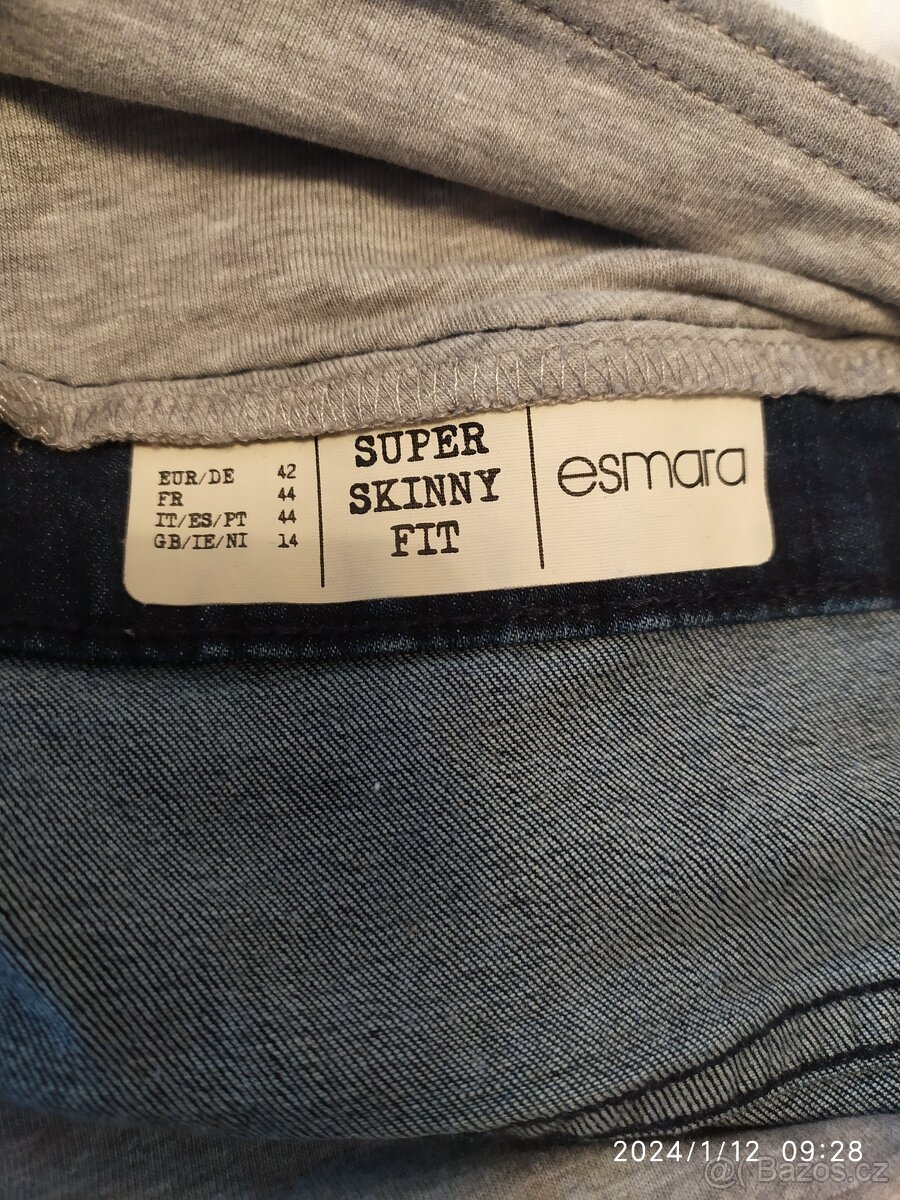 EUR/DE 42
FR 44
IT/ES/PT 44
GB/IE/NI 14
SUPER
SKINNY
FIT
esmara
2024/1/12 09:28
@ Bazos.cz